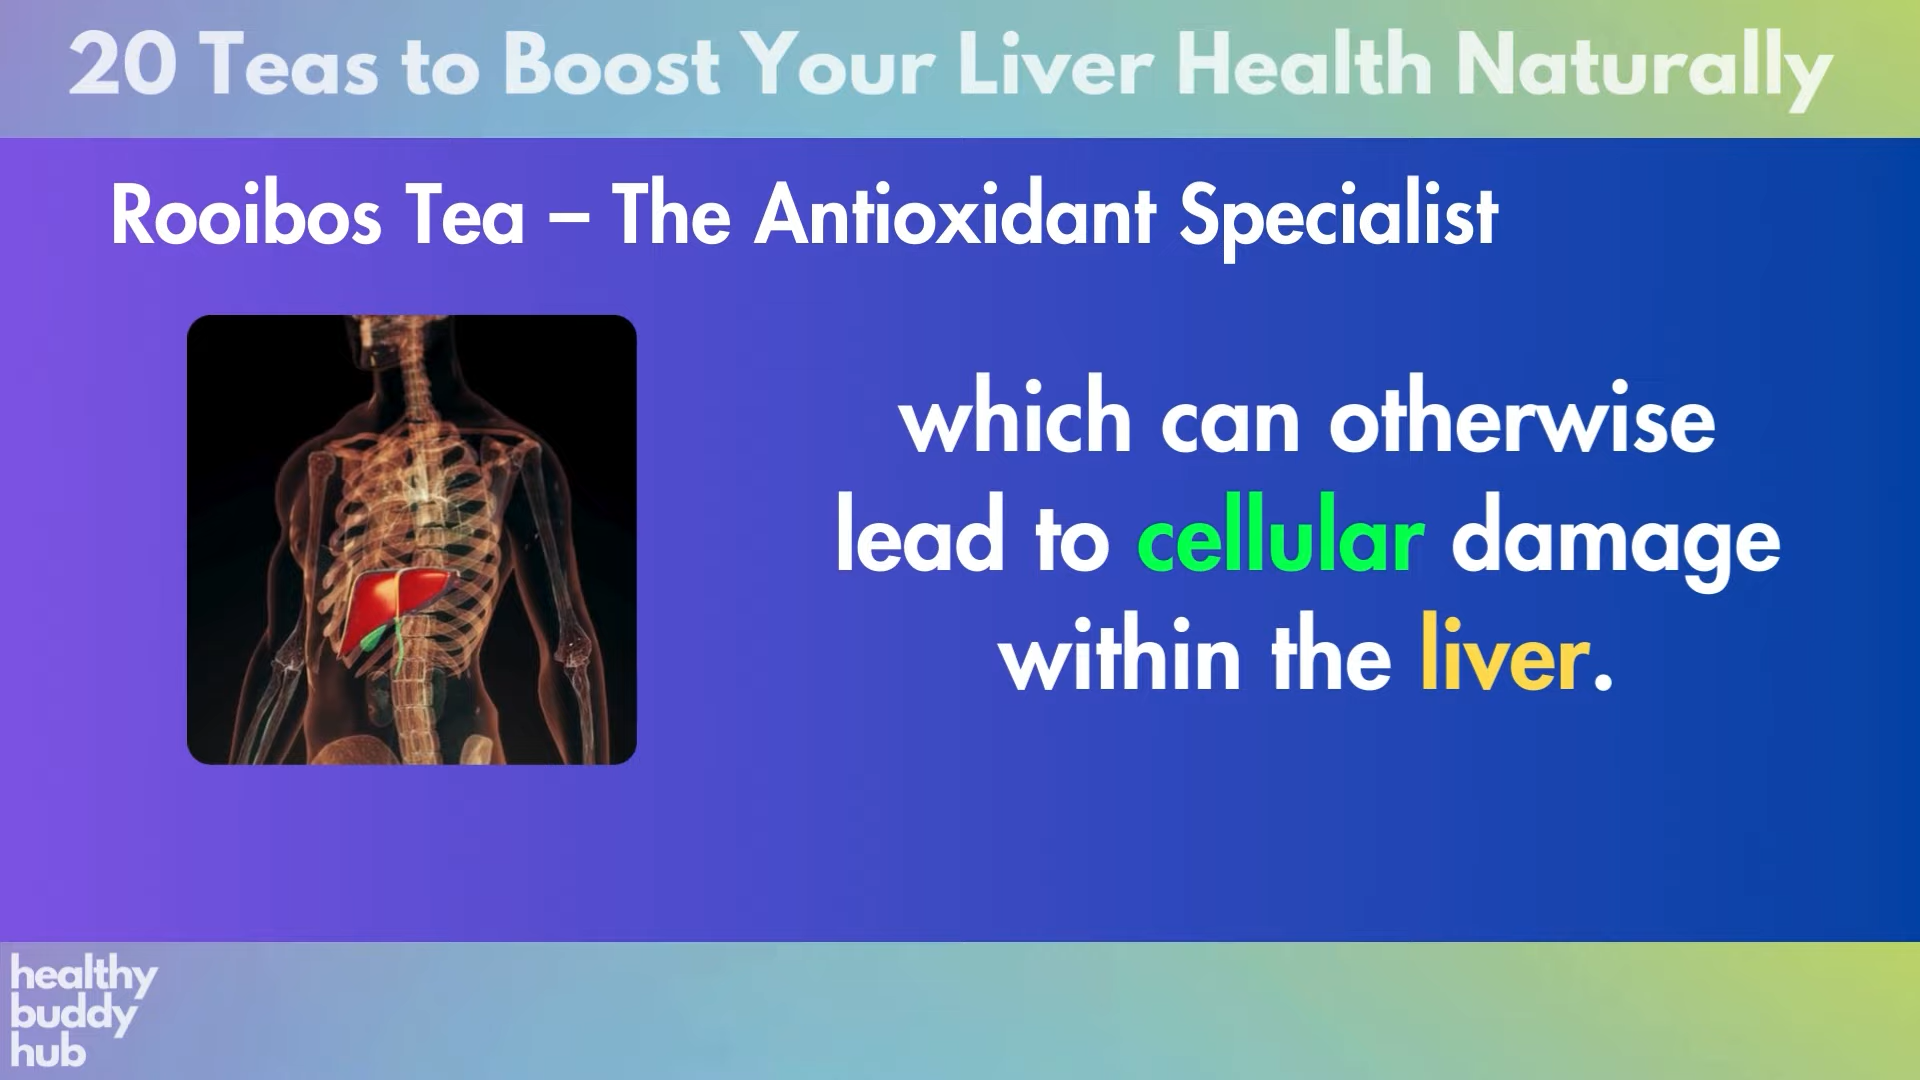 20 Teas to Boost Your Liver Health Naturally
Rooibos Tea – The Antioxidant Specialist
which can otherwise
lead to cellular damage
within the liver.
healthy
buddy
hub